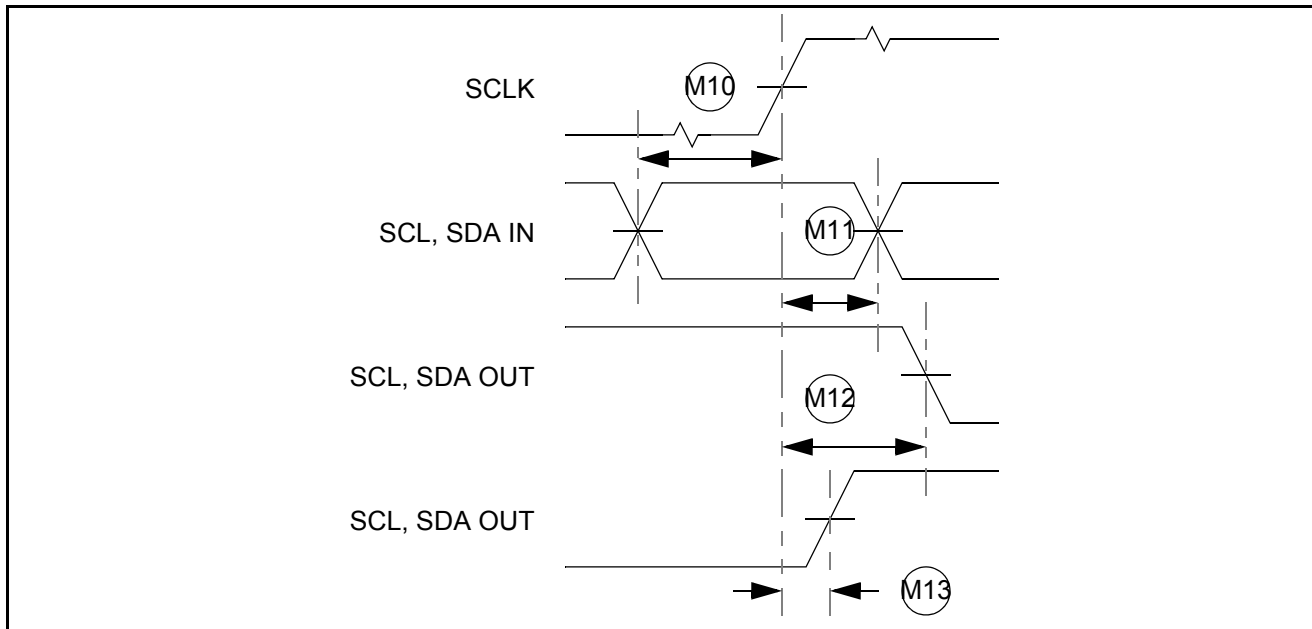 SCLK
M10
SCL, SDA IN
M11
SCL, SDA OUT
M12
SCL, SDA OUT
M13